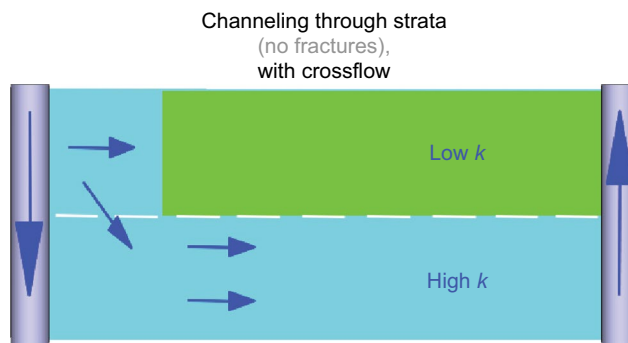 Channeling through strata
(no fractures),
with crossflow
Low k
High k